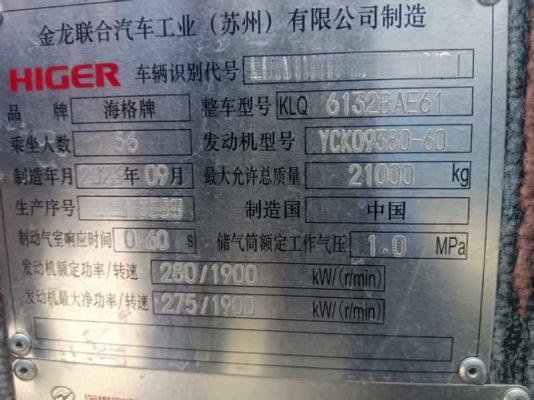 金龙联合汽车工业（苏州）有限公司制造
HIGER 车辆识别代号
品牌 海格牌 整车型号 KLQ 6132BAE61
乘坐人数 56 发动机型号 YCK09380-60
制造年月 2023年 09月 最大允许总质量 21000 kg
生产序号 制造国 中国
制动气室响应时间 0.60 s 储气筒额定工作气压 1.0 MPa
发动机额定功率/转速 280/1900 kW/(r/min)
发动机最大净功率/转速 275/1900 kW/(r/min)